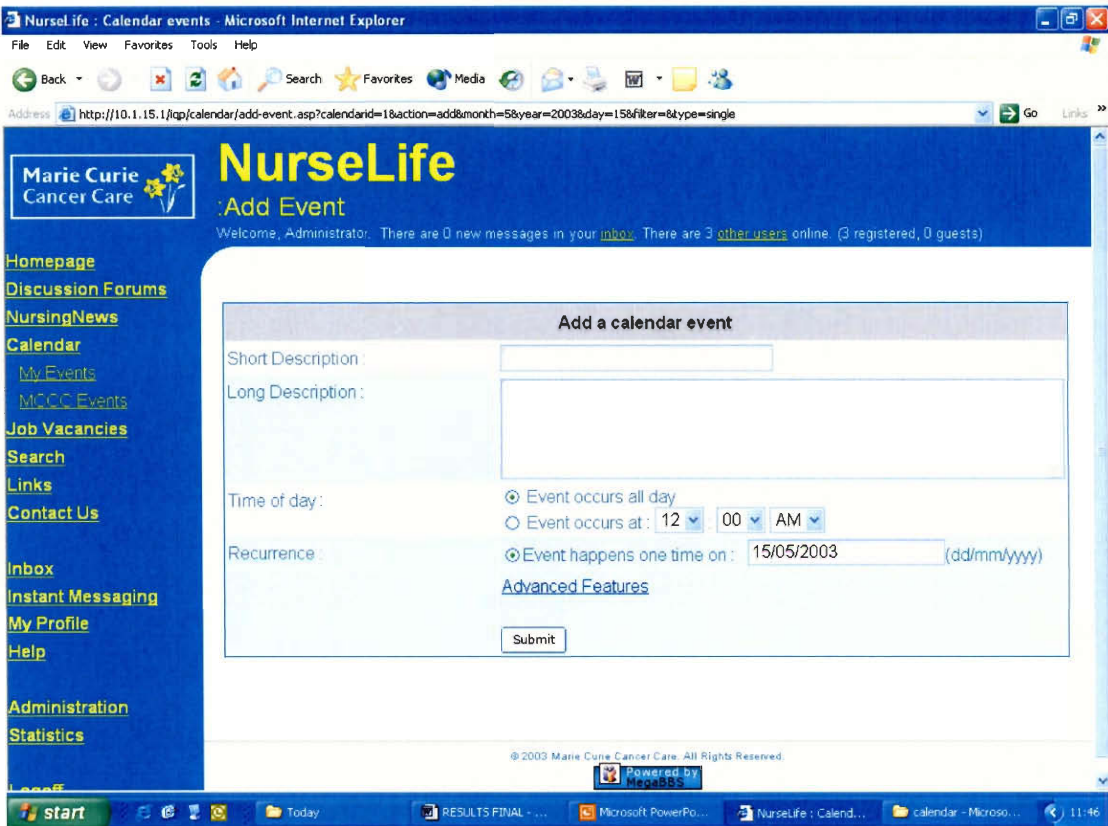 NurseLife : Calendar events - Microsoft Internet Explorer
File Edit View Favorites Tools Help
Back Search Favorites Media
Address http://10.1.15.1/iqp/calendar/add-event.asp?calendarid=1&action=add&month=5&year=2003&day=15&filter=&type=single Go Links »
Marie Curie
Cancer Care
NurseLife
:Add Event
Welcome, Administrator. There are 0 new messages in your inbox. There are 3 other users online. (3 registered, 0 guests)
Homepage
Discussion Forums
NursingNews
Calendar
My Events
MCCC Events
Job Vacancies
Search
Links
Contact Us
Inbox
Instant Messaging
My Profile
Help
Administration
Statistics
Logoff
Add a calendar event
Short Description :
Long Description :
Time of day :
Event occurs all day
Event occurs at : 12 : 00 AM
Recurrence :
Event happens one time on : 15/05/2003 (dd/mm/yyyy)
Advanced Features
Submit
© 2003 Marie Curie Cancer Care. All Rights Reserved.
Powered by
MegaBBS
start Today RESULTS FINAL - ... Microsoft PowerPo... NurseLife : Calend... calendar - Microso... 11:46